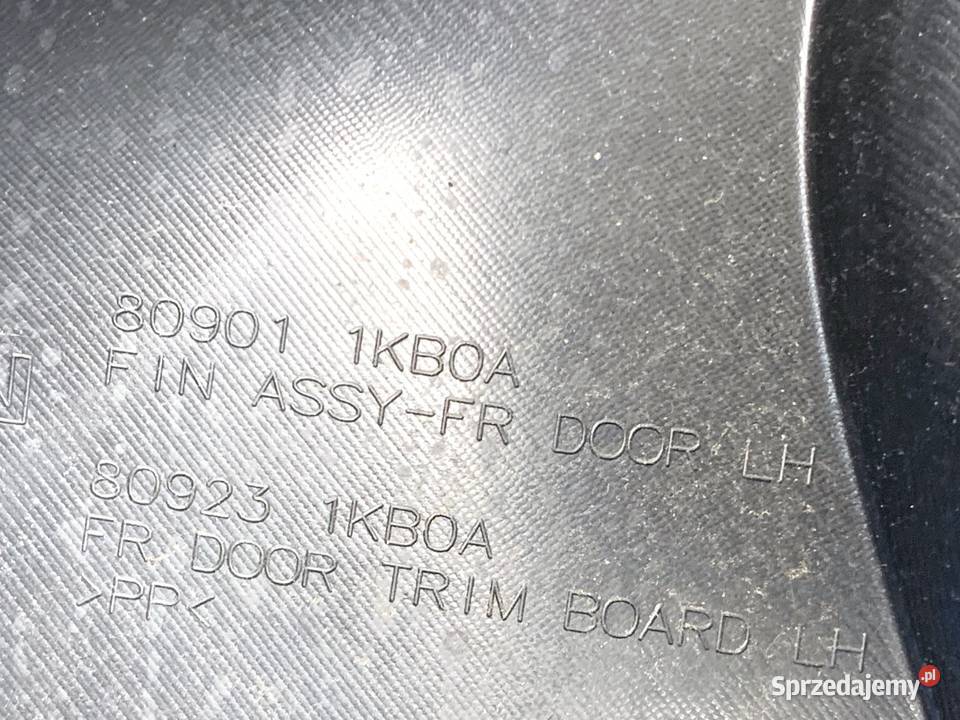 80901 1KB0A
FIN ASSY-FR DOOR LH
80923 1KB0A
FR DOOR TRIM BOARD LH
>PP<
Sprzedajemy.pl